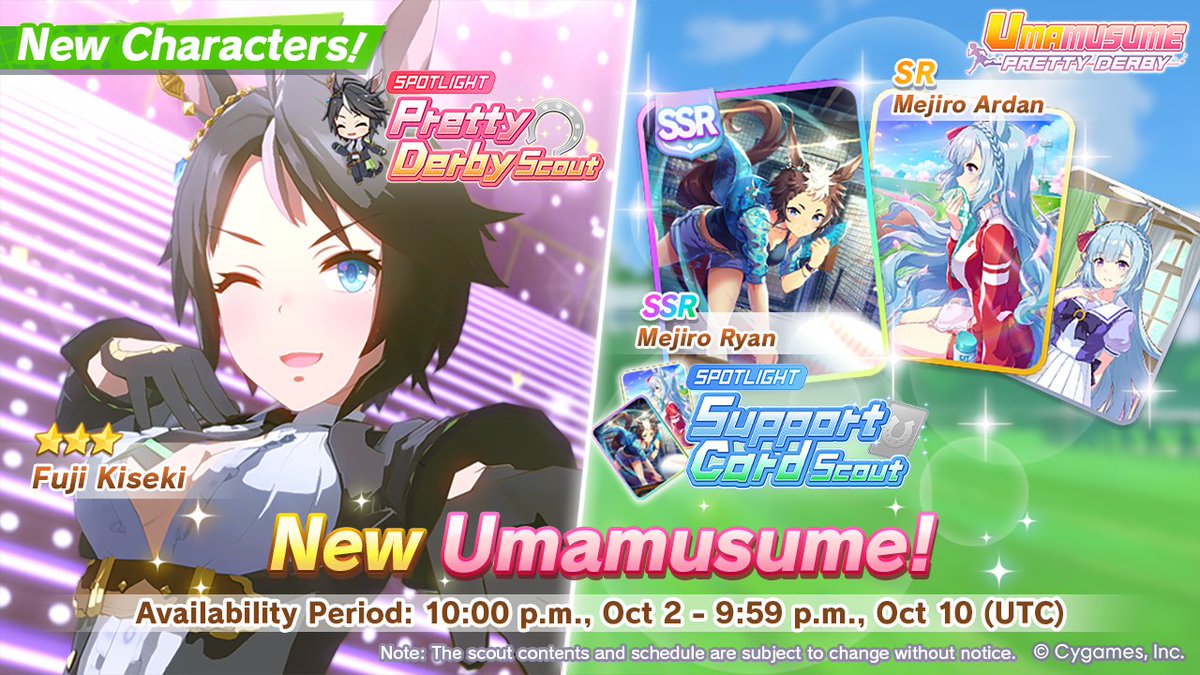 New Characters!
SPOTLIGHT
Pretty
Derby Scout
Fuji Kiseki
UMAMUSUME
PRETTY DERBY
SR
Mejiro Ardan
SSR
SSR
Mejiro Ryan
SPOTLIGHT
Support
Card Scout
New Umamusume!
Availability Period: 10:00 p.m., Oct 2 - 9:59 p.m., Oct 10 (UTC)
Note: The scout contents and schedule are subject to change without notice. © Cygames, Inc.